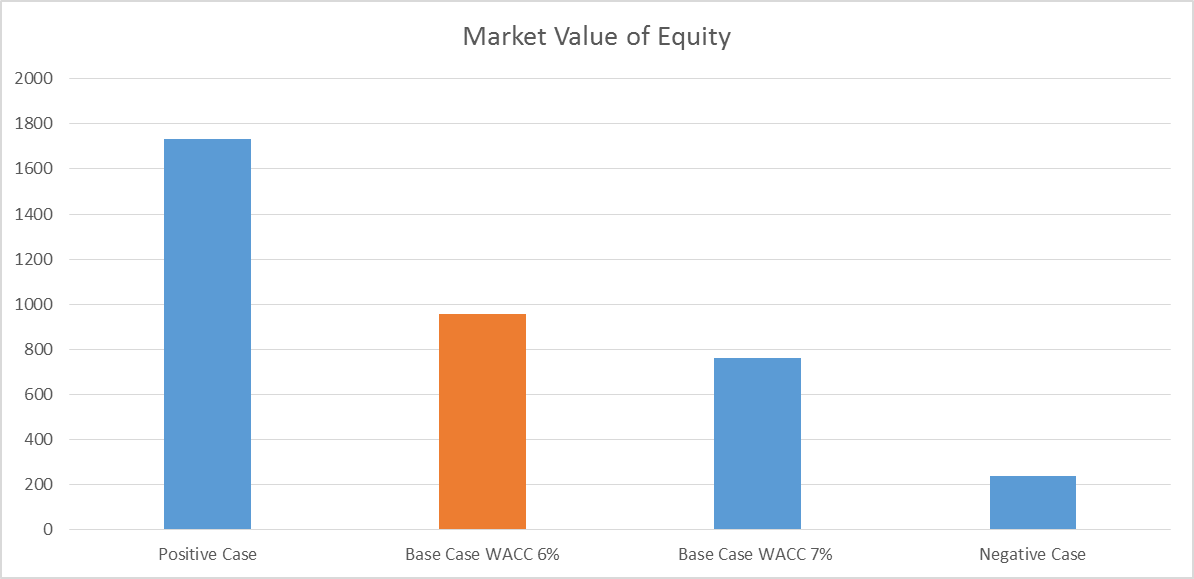 Market Value of Equity
2000
1800
1600
1400
1200
1000
800
600
400
200
0
Positive Case
Base Case WACC 6%
Base Case WACC 7%
Negative Case